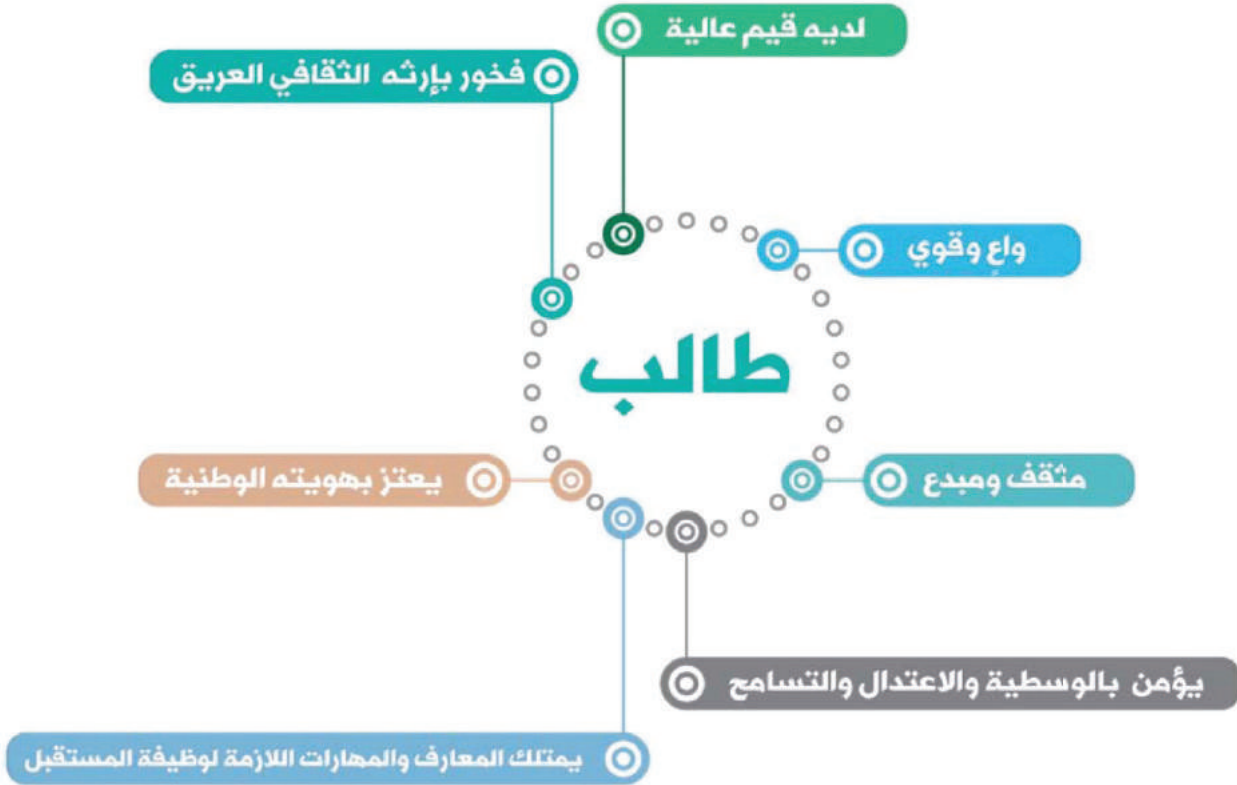 لديه قيم عالية
فخور بإرثه الثقافي العريق
واعٍ وقوي
طالب
مثقف ومبدع
يعتز بهويته الوطنية
يؤمن بالوسطية والاعتدال والتسامح
يمتلك المعارف والمهارات اللازمة لوظيفة المستقبل